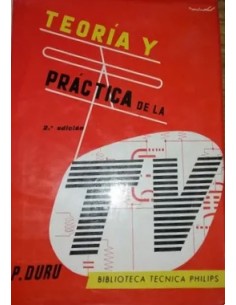 TEORÍA Y
PRÁCTICA DE LA
2.ª edición
TV
P. DURU
BIBLIOTECA TECNICA PHILIPS